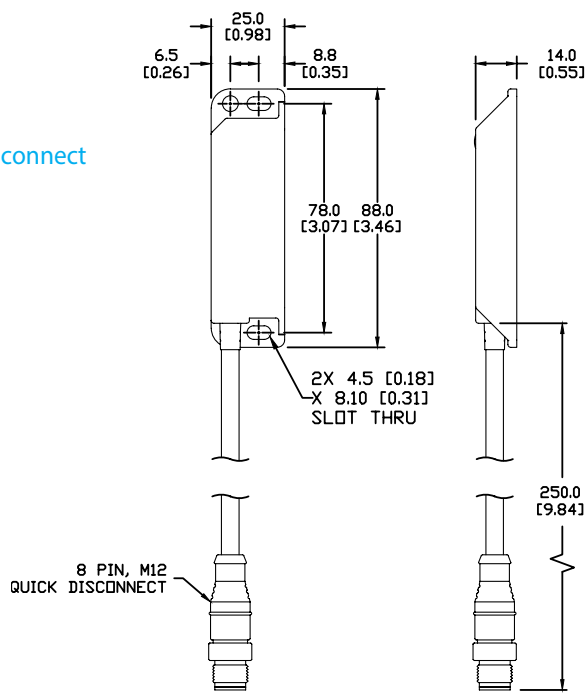 25.0
[0.98]
6.5
[0.26]
8.8
[0.35]
14.0
[0.55]
connect
78.0
[3.07]
88.0
[3.46]
2X 4.5 [0.18]
X 8.10 [0.31]
SLOT THRU
250.0
[9.84]
8 PIN, M12
QUICK DISCONNECT